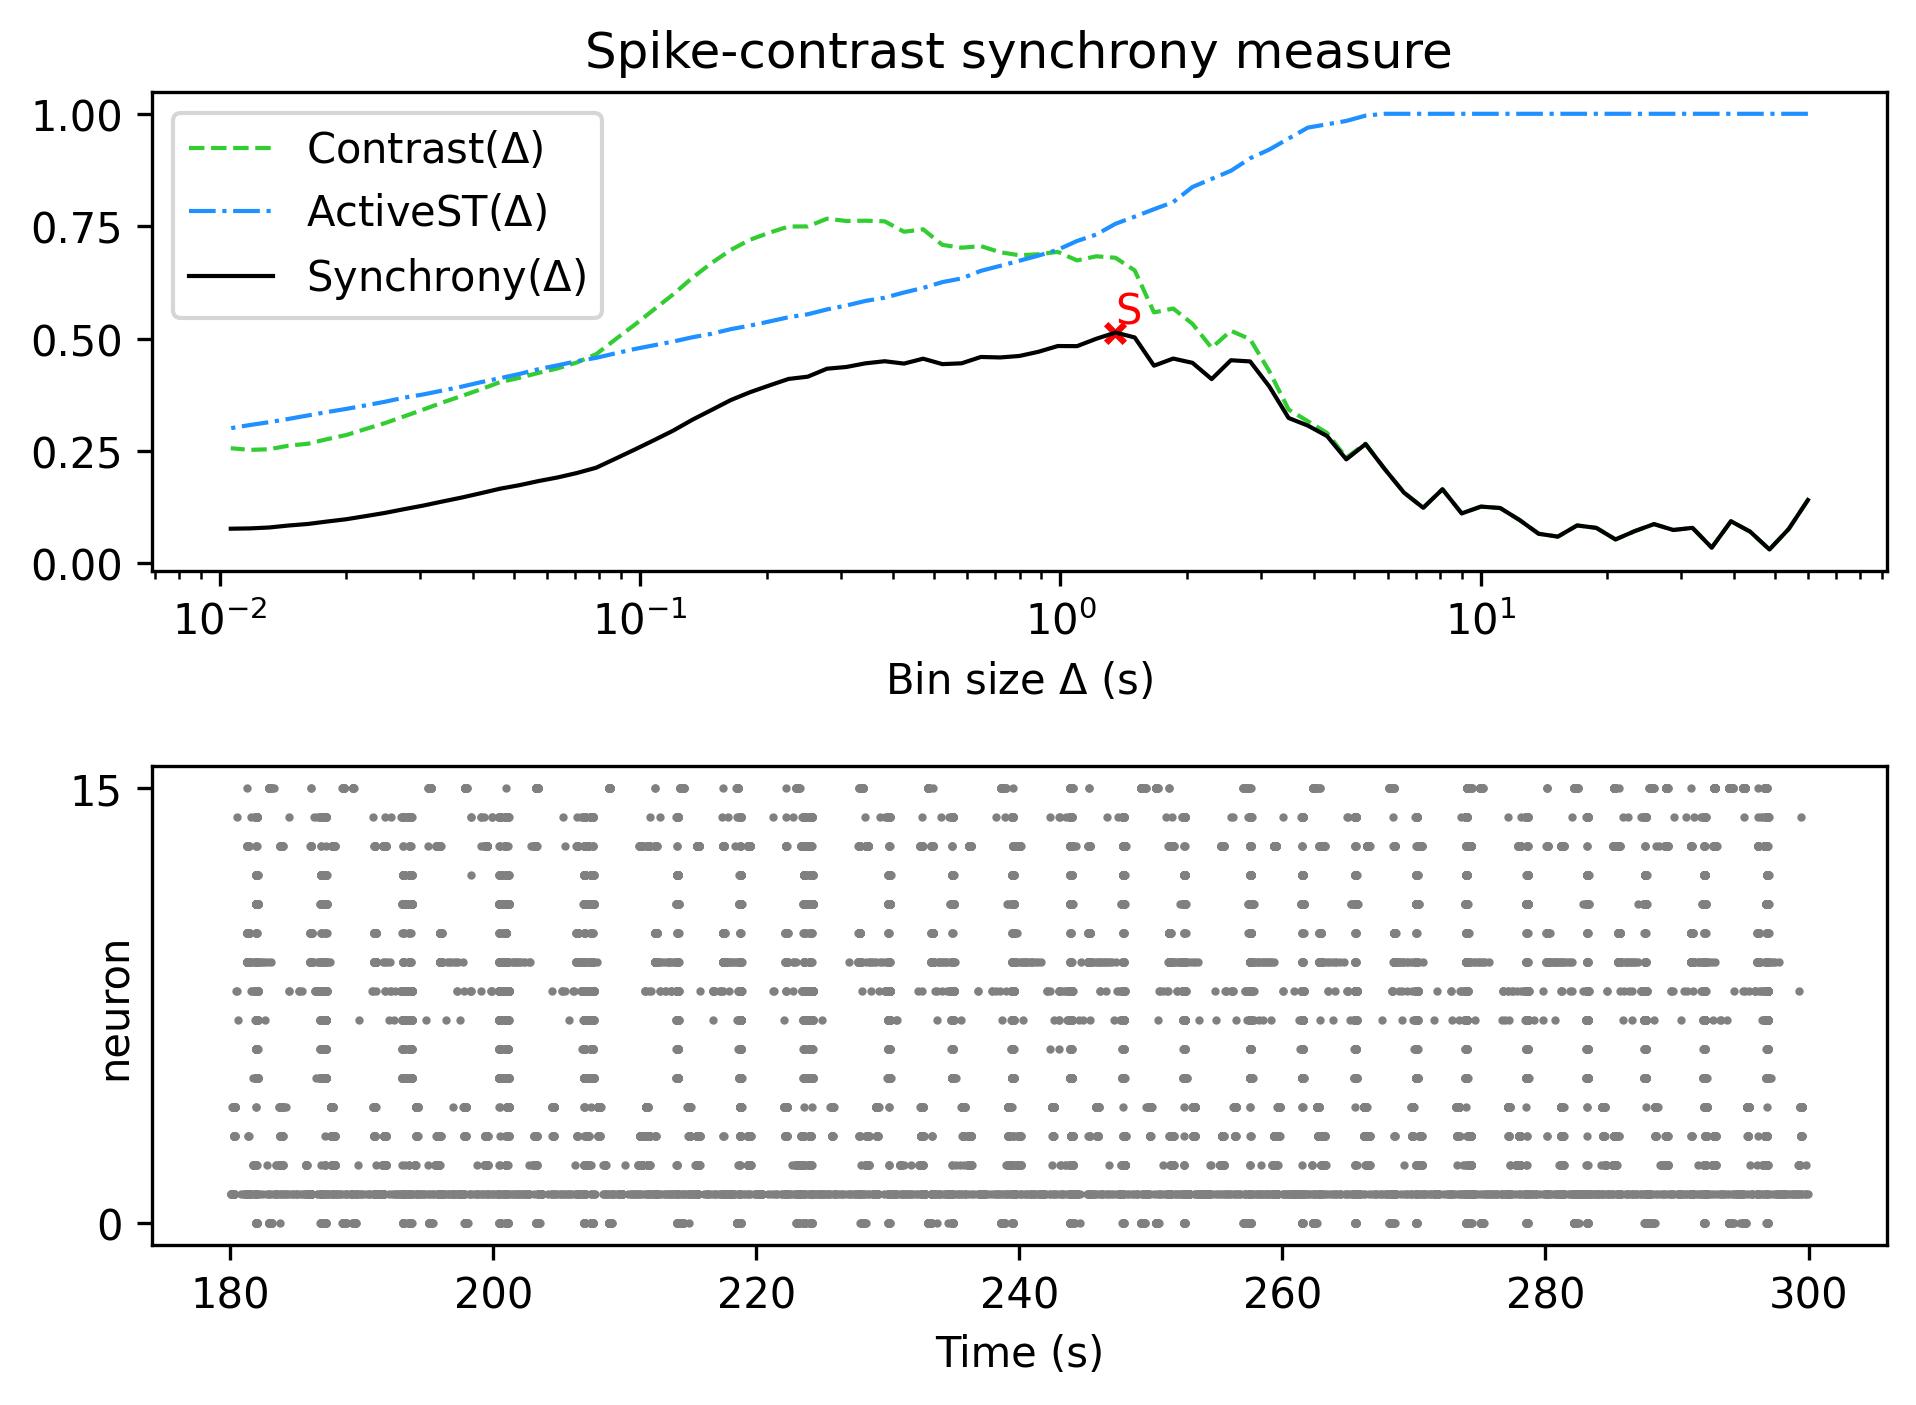 Spike-contrast synchrony measure
1.00
0.75
0.50
0.25
0.00
Contrast(Δ)
ActiveST(Δ)
Synchrony(Δ)
S
10⁻² 10⁻¹ 10⁰ 10¹
Bin size Δ (s)
15
0
neuron
180 200 220 240 260 280 300
Time (s)